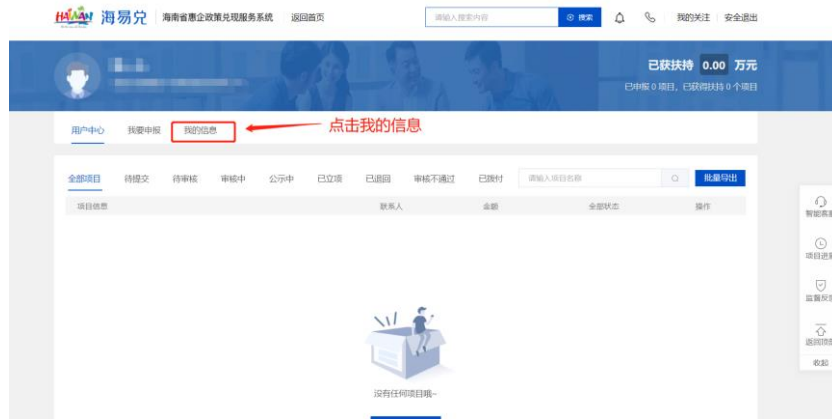 HAINAN 海易兑 海南省惠企政策兑现服务系统 返回首页 请输入搜索内容 搜索 我的关注 安全退出
已获扶持 0.00 万元
已申报 0 项目，已获得扶持 0 个项目
用户中心 我要申报 我的信息 点击我的信息
全部项目 待提交 待审核 审核中 公示中 已立项 已退回 审核不通过 已拨付 请输入项目名称 批量导出
项目信息 联系人 金额 全部状态 操作
智能客服
项目进
监督反
返回顶部
收起
没有任何项目哦~